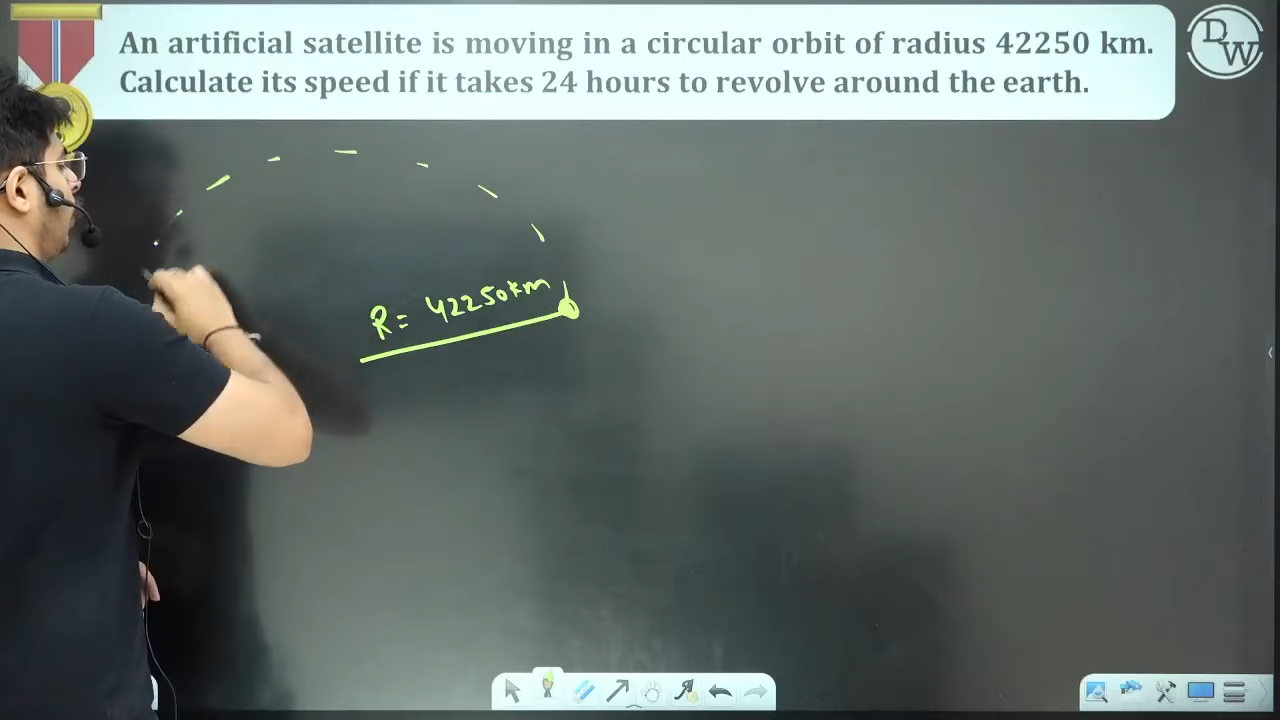 An artificial satellite is moving in a circular orbit of radius 42250 km.
Calculate its speed if it takes 24 hours to revolve around the earth.
DW
R = 42250km